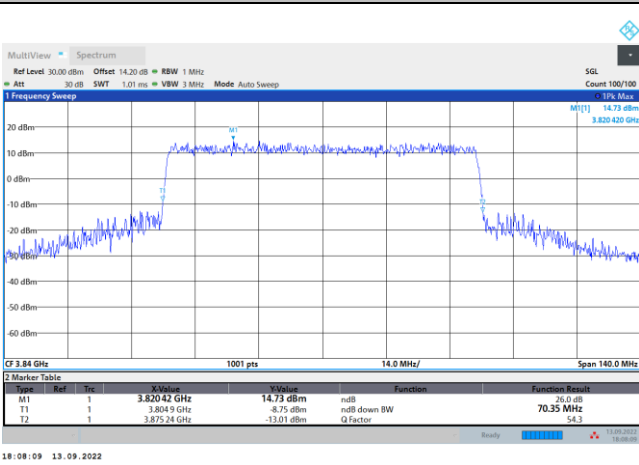 MultiView Spectrum
Ref Level 30.00 dBm Offset 14.20 dB RBW 1 MHz SGL
Att 30 dB SWT 1.01 ms VBW 3 MHz Mode Auto Sweep Count 100/100
1 Frequency Sweep 1Pk Max
M1[1] 14.73 dBm
3.820 420 GHz
M1
20 dBm
10 dBm
0 dBm
T1
-10 dBm
T2
-20 dBm
-30 dBm
-40 dBm
-50 dBm
-60 dBm
CF 3.84 GHz 1001 pts 14.0 MHz/ Span 140.0 MHz
2 Marker Table
Type Ref Trc X-Value Y-Value Function Function Result
M1 1 3.820 42 GHz 14.73 dBm ndB 26.0 dB
T1 1 3.804 9 GHz -8.75 dBm ndB down BW 70.35 MHz
T2 1 3.875 24 GHz -13.01 dBm Q Factor 54.3
Ready 13.09.2022
18:08:09
18:08:09 13.09.2022